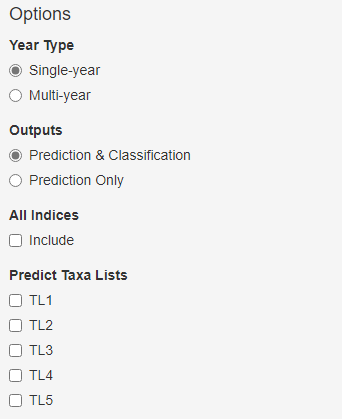 Options
Year Type
Single-year
Multi-year
Outputs
Prediction & Classification
Prediction Only
All Indices
Include
Predict Taxa Lists
TL1
TL2
TL3
TL4
TL5